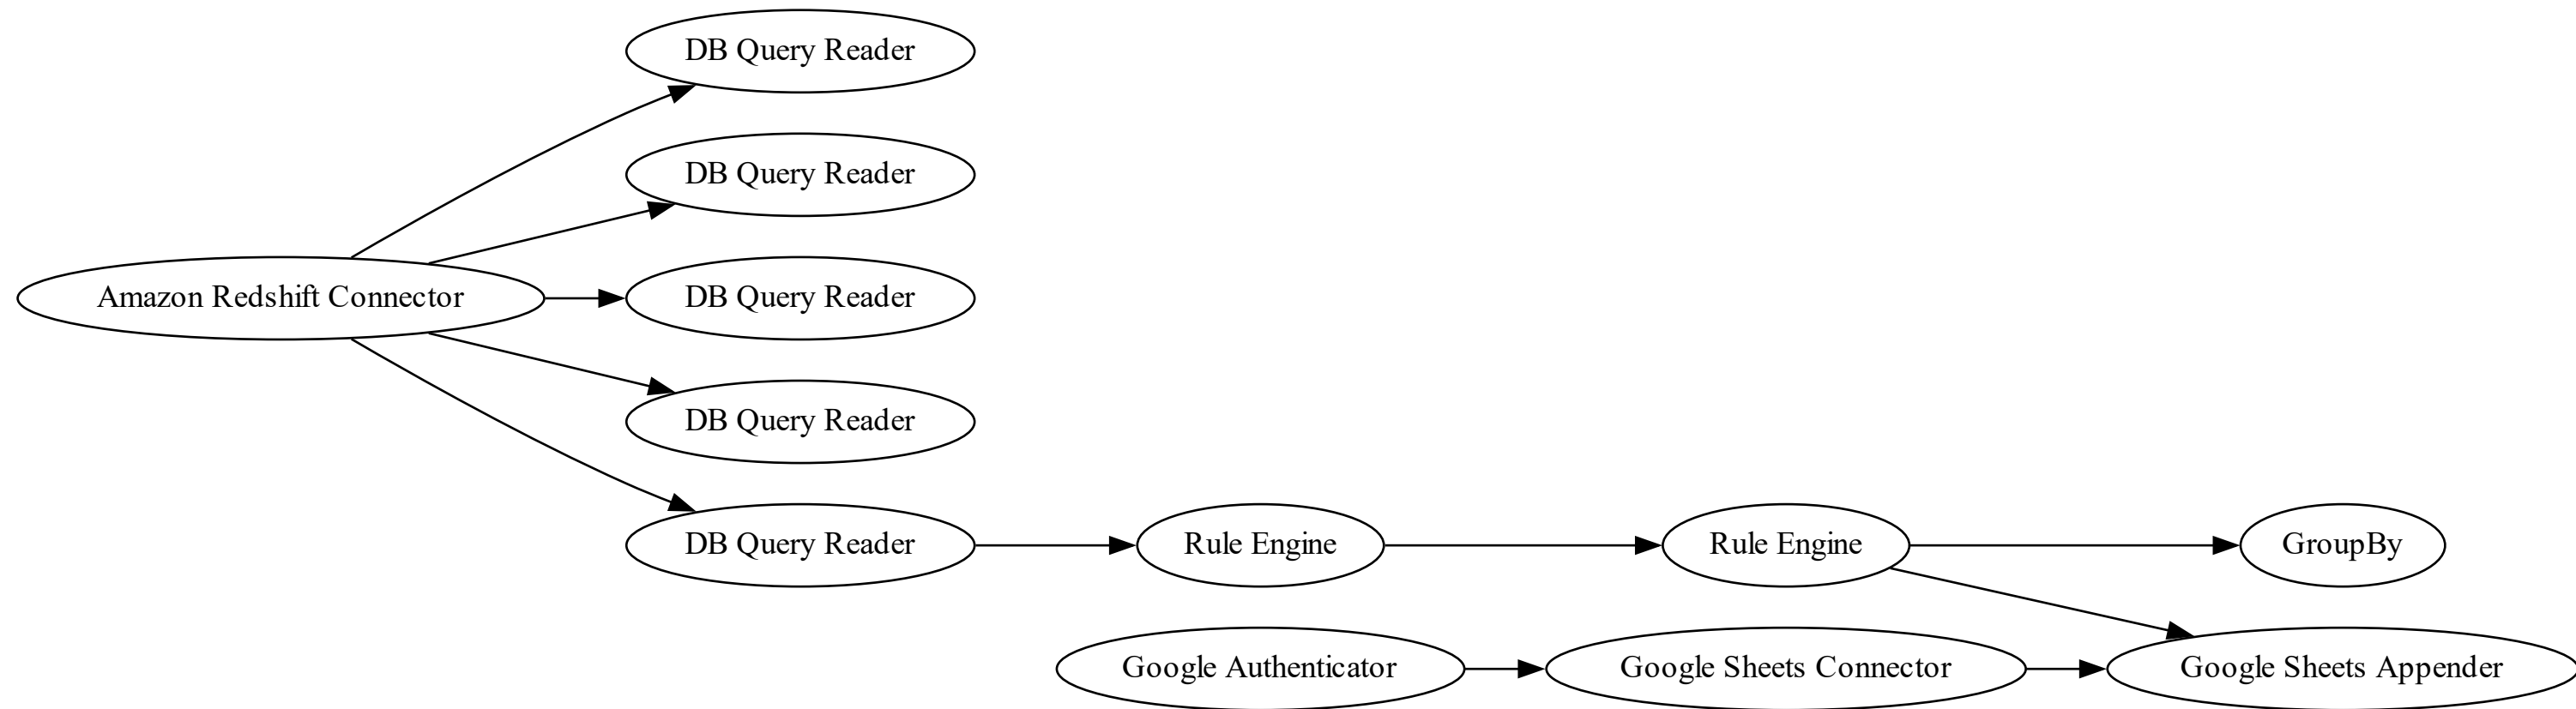 DB Query Reader
DB Query Reader
Amazon Redshift Connector
DB Query Reader
DB Query Reader
DB Query Reader
Rule Engine
Rule Engine
GroupBy
Google Authenticator
Google Sheets Connector
Google Sheets Appender